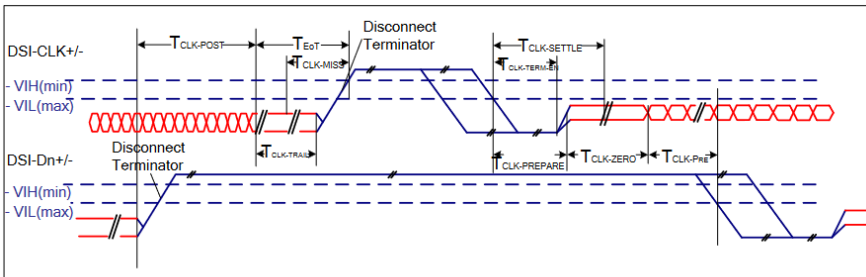 Disconnect
Terminator
TCLK-POST
TEoT
TCLK-SETTLE
DSI-CLK+/-
TCLK-MISS
TCLK-TERM-EN
- VIH(min)
- VIL(max)
TCLK-TRAIL
TCLK-PREPARE
TCLK-ZERO
TCLK-PRE
DSI-Dn+/-
Disconnect
Terminator
- VIH(min)
- VIL(max)